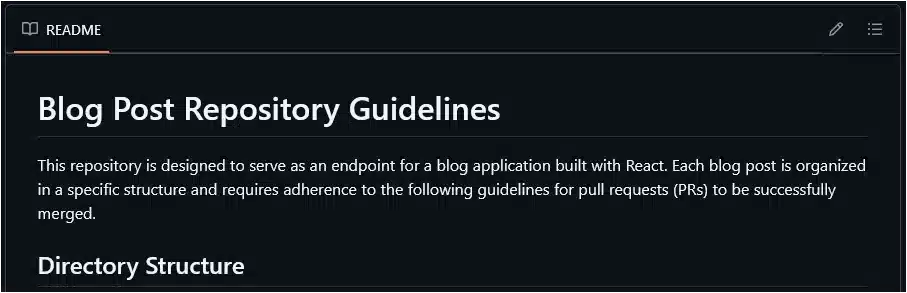 README
Blog Post Repository Guidelines
This repository is designed to serve as an endpoint for a blog application built with React. Each blog post is organized
in a specific structure and requires adherence to the following guidelines for pull requests (PRs) to be successfully
merged.
Directory Structure